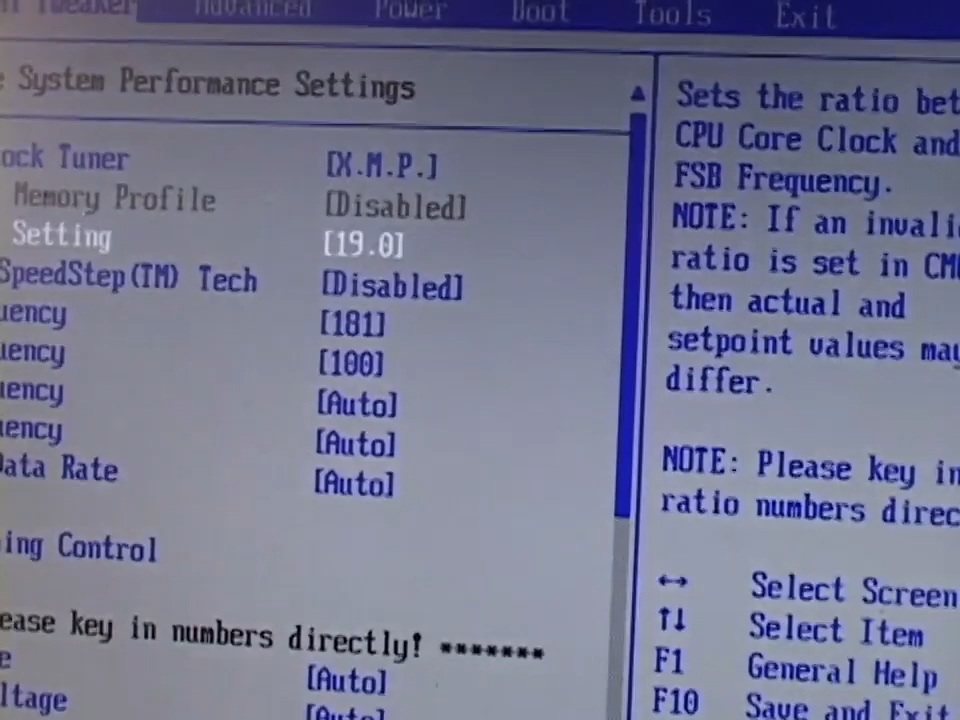 Tweaker Advanced Power Boot Tools Exit
System Performance Settings
ock Tuner [X.M.P.]
Memory Profile [Disabled]
Setting [19.0]
SpeedStep(TM) Tech [Disabled]
uency [181]
uency [100]
uency [Auto]
uency [Auto]
Data Rate [Auto]
ing Control
ease key in numbers directly! *******
e [Auto]
ltage [Auto]
Sets the ratio bet
CPU Core Clock and
FSB Frequency.
NOTE: If an invali
ratio is set in CM
then actual and
setpoint values may
differ.
NOTE: Please key in
ratio numbers direc
↔ Select Screen
↑↓ Select Item
F1 General Help
F10 Save and Exit